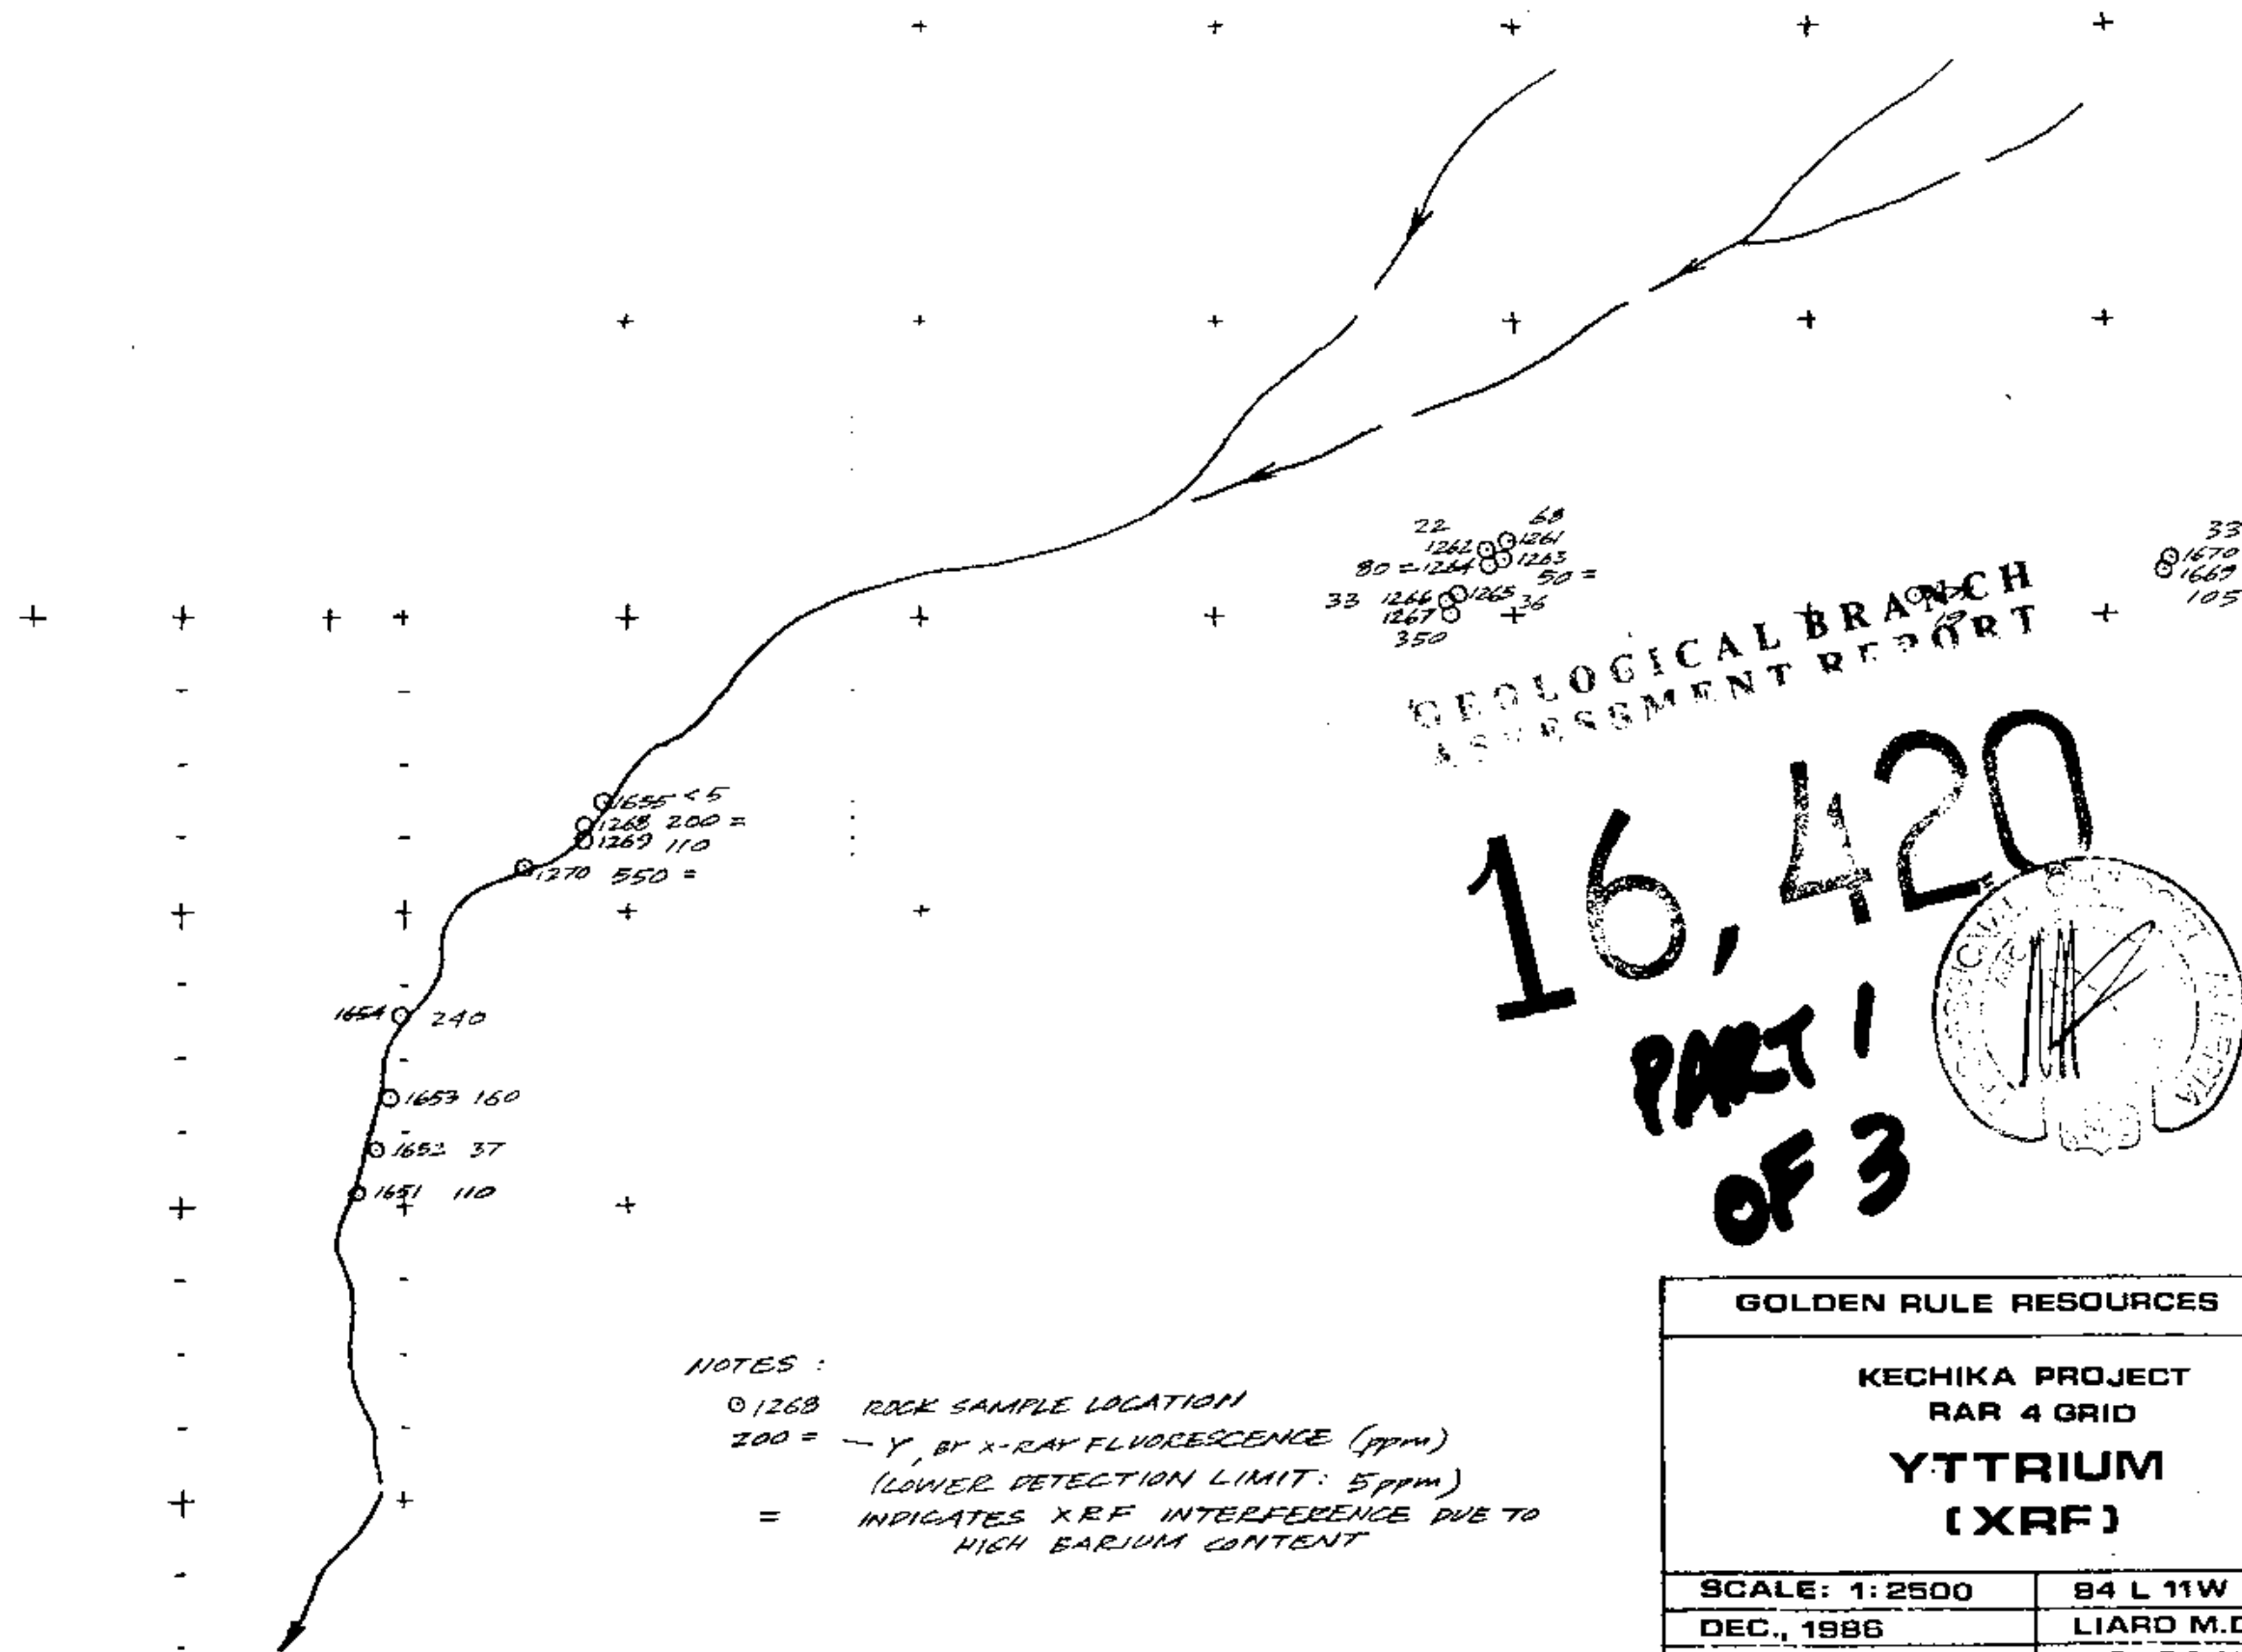 22 68
1262 1261
80 = 1264 1263
50 =
33 1266 1265 36
1267
350
33
1670
1669
105
GEOLOGICAL BRANCH
ASSESSMENT REPORT
16,420
PART 1
OF 3
1655 <5
1268 200 =
1269 110
1270 550 =
1654 240
1653 160
1652 37
1651 110
NOTES :
1268 ROCK SAMPLE LOCATION
200 = — Y, BY X-RAY FLUORESCENCE (ppm)
(LOWER DETECTION LIMIT: 5ppm)
= INDICATES XRF INTERFERENCE DUE TO
HIGH BARIUM CONTENT
GOLDEN RULE RESOURCES
KECHIKA PROJECT
RAR 4 GRID
YTTRIUM
(XRF)
SCALE: 1:2500 94 L 11W
DEC., 1986 LIARD M.D